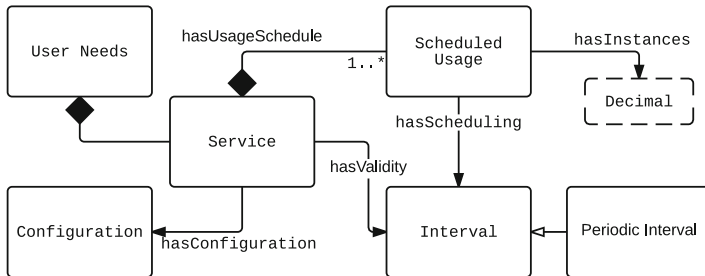 User Needs
hasUsageSchedule
1..*
Scheduled
Usage
hasInstances
Decimal
hasScheduling
Service
hasValidity
Configuration
hasConfiguration
Interval
Periodic Interval